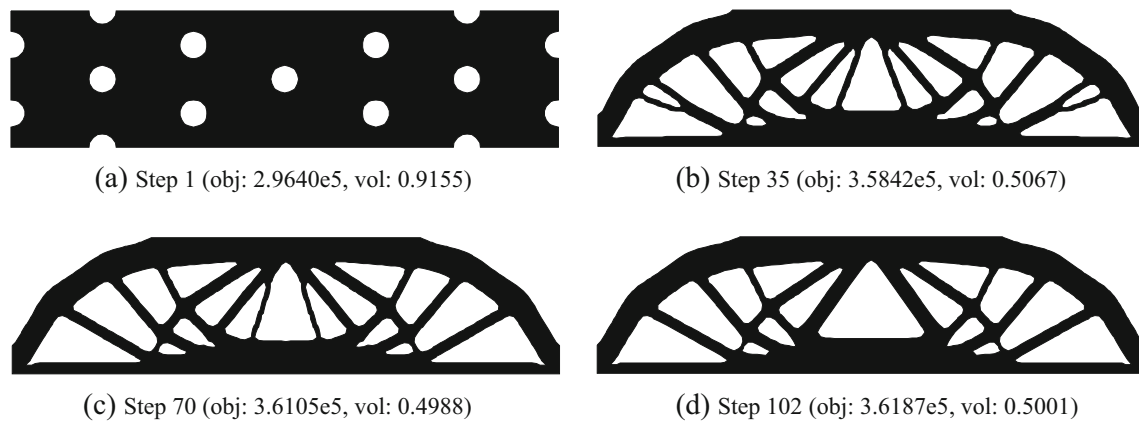 (a) Step 1 (obj: 2.9640e5, vol: 0.9155)
(b) Step 35 (obj: 3.5842e5, vol: 0.5067)
(c) Step 70 (obj: 3.6105e5, vol: 0.4988)
(d) Step 102 (obj: 3.6187e5, vol: 0.5001)